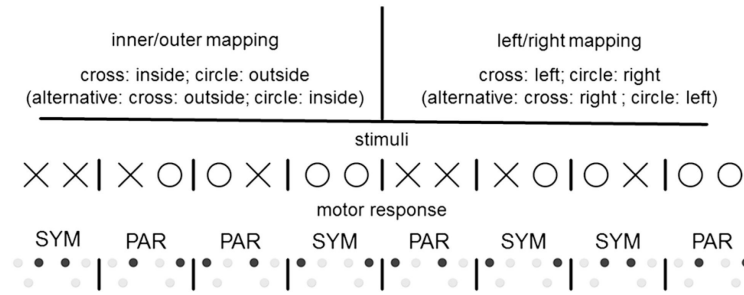 inner/outer mapping
cross: inside; circle: outside
(alternative: cross: outside; circle: inside)
left/right mapping
cross: left; circle: right
(alternative: cross: right ; circle: left)
stimuli
motor response
SYM PAR PAR SYM PAR SYM SYM PAR